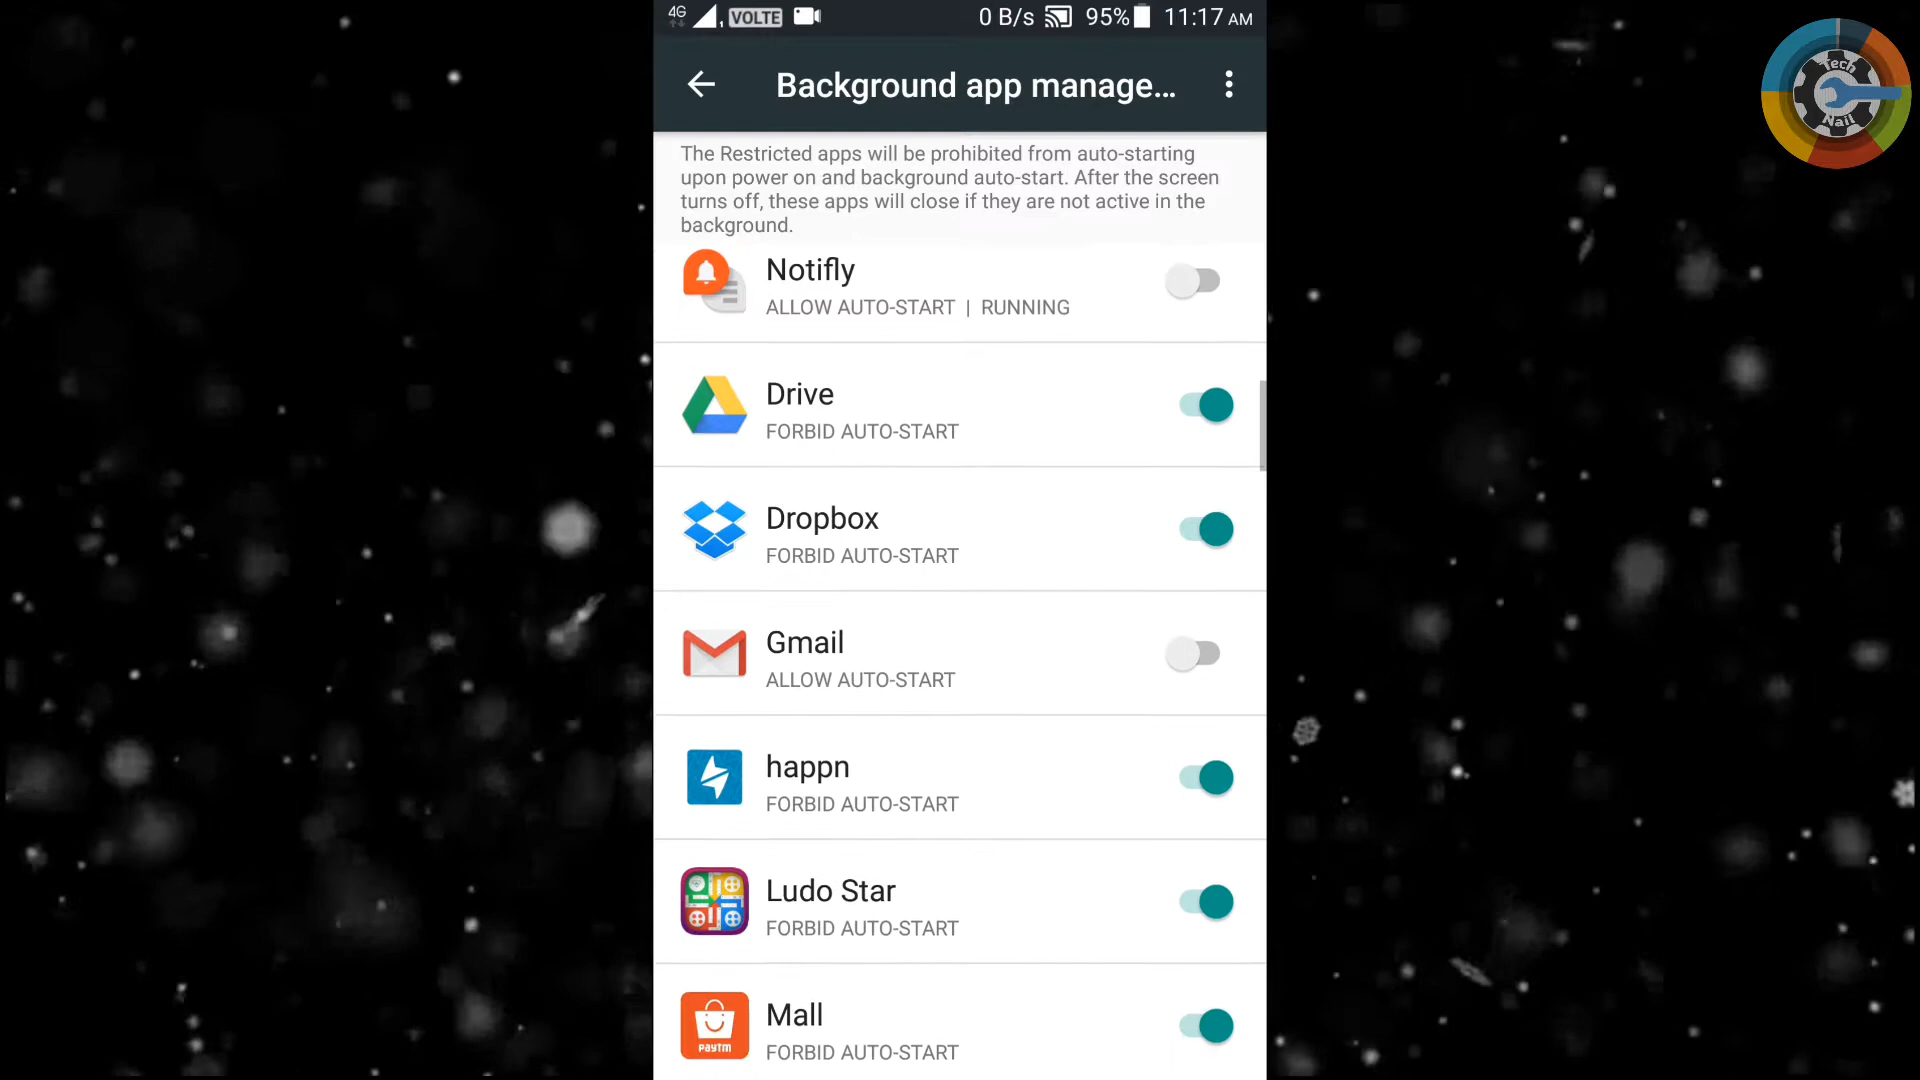 4G VOLTE 0 B/s 95% 11:17 AM
Background app manage...
Tech
Nail
The Restricted apps will be prohibited from auto-starting
upon power on and background auto-start. After the screen
turns off, these apps will close if they are not active in the
background.
Notifly
ALLOW AUTO-START | RUNNING
Drive
FORBID AUTO-START
Dropbox
FORBID AUTO-START
Gmail
ALLOW AUTO-START
happn
FORBID AUTO-START
Ludo Star
FORBID AUTO-START
Mall
paytm
FORBID AUTO-START